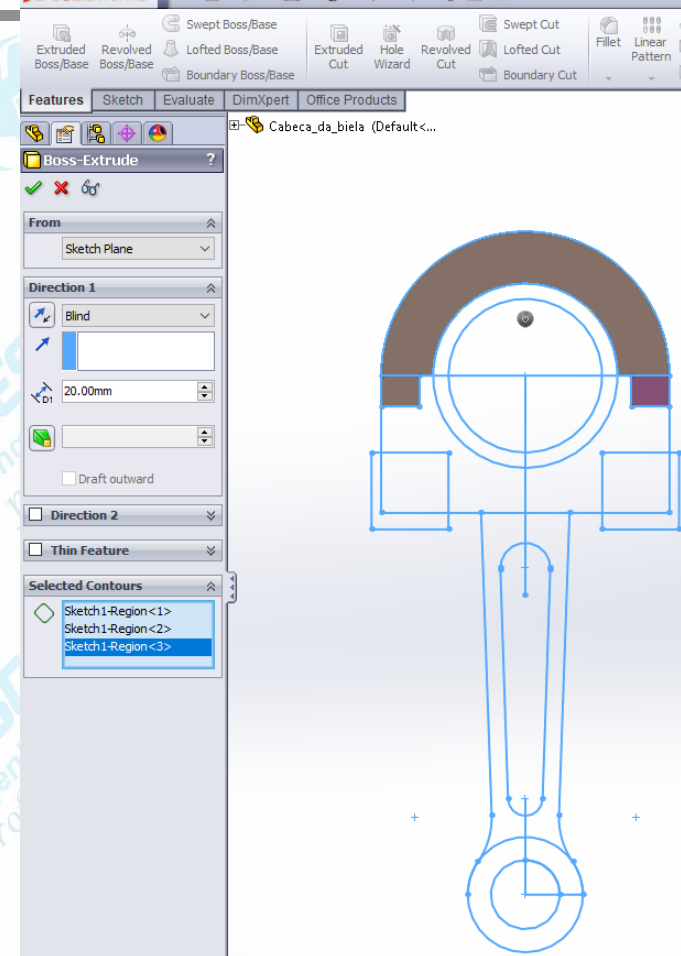 Swept Boss/Base
Lofted Boss/Base
Boundary Boss/Base
Extruded Boss/Base
Revolved Boss/Base
Extruded Cut
Hole Wizard
Revolved Cut
Swept Cut
Lofted Cut
Boundary Cut
Fillet
Linear Pattern
Features
Sketch
Evaluate
DimXpert
Office Products
Cabeca_da_biela (Default<...
Boss-Extrude
?
From
Sketch Plane
Direction 1
Blind
D1
20.00mm
Draft outward
Direction 2
Thin Feature
Selected Contours
Sketch1-Region<1>
Sketch1-Region<2>
Sketch1-Region<3>